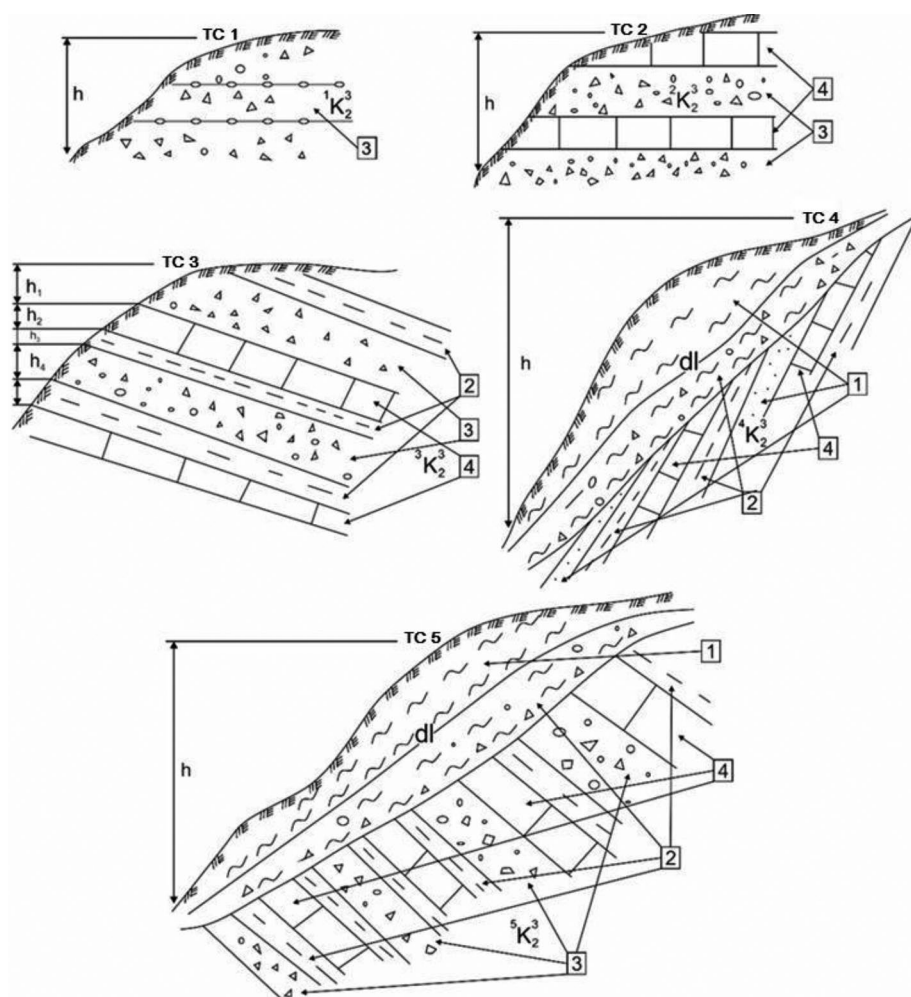 TC 1
h
¹K₂³
3
TC 2
h
²K₂³
4
3
TC 3
h₁
h₂
h₃
h₄
2
3
³K₂³
4
TC 4
h
dl
1
⁴K₂³
4
2
TC 5
1
h
dl
4
2
⁵K₂³
3